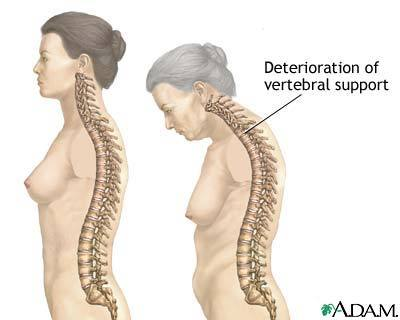 Deterioration of
vertebral support
A.D.A.M.